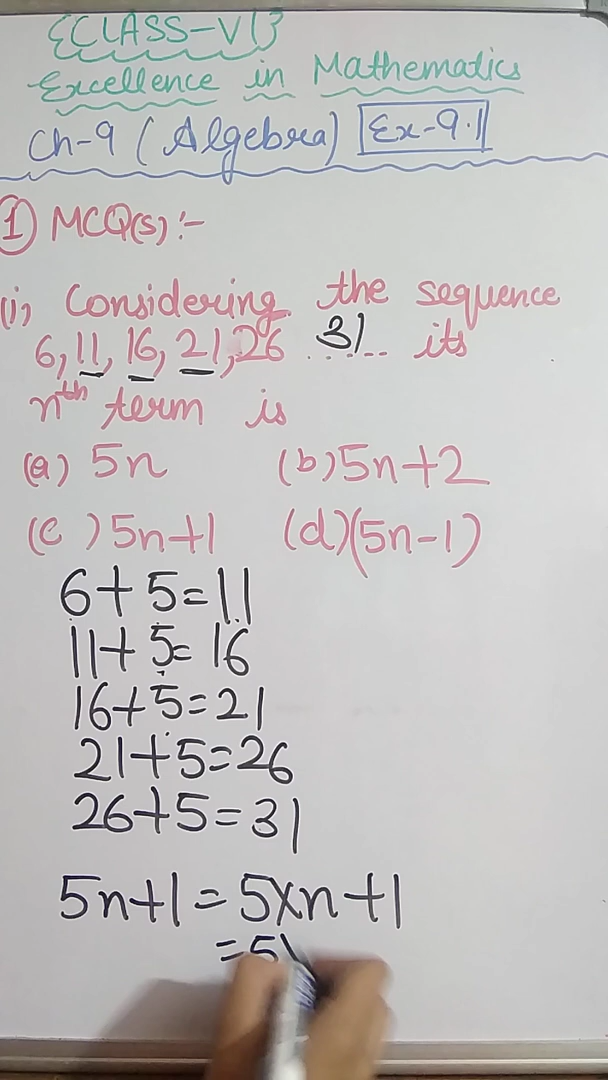 {CLASS-VI}
Excellence in Mathematics
Ch-9 (Algebra) Ex-9.1
1 MCQ(s):-
(i) Considering the sequence
6, 11, 16, 21, 26 31 ... its
nth term is
(a) 5n (b) 5n+2
(c) 5n+1 (d) (5n-1)
6+5=11
11+5=16
16+5=21
21+5=26
26+5=31
5n+1=5×n+1
=5×